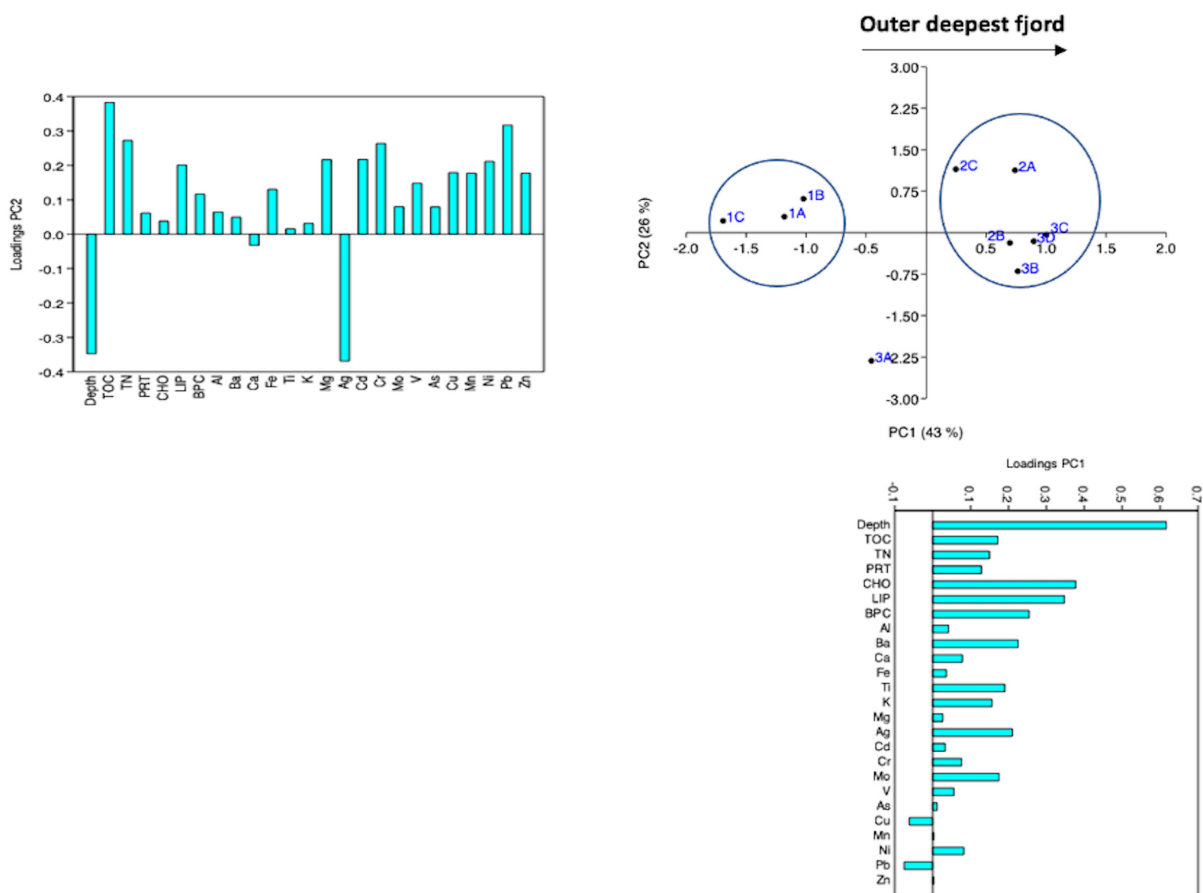 Outer deepest fjord
Loadings PC2
0.4
0.3
0.2
0.1
0.0
-0.1
-0.2
-0.3
-0.4
Depth TOC TN PRT CHO LIP BPC Al Ba Ca Fe Ti K Mg Ag Cd Cr Mo V As Cu Mn Ni Pb Zn
PC2 (26 %)
3.00
2.25
1.50
0.75
-0.75
-1.50
-2.25
-3.00
-2.0 -1.5 -1.0 -0.5 0.5 1.0 1.5 2.0
1C
1A
1B
2C
2A
2B
3D
3C
3B
3A
PC1 (43 %)
Loadings PC1
-0.1 0.1 0.2 0.3 0.4 0.5 0.6 0.7
Depth
TOC
TN
PRT
CHO
LIP
BPC
Al
Ba
Ca
Fe
Ti
K
Mg
Ag
Cd
Cr
Mo
V
As
Cu
Mn
Ni
Pb
Zn